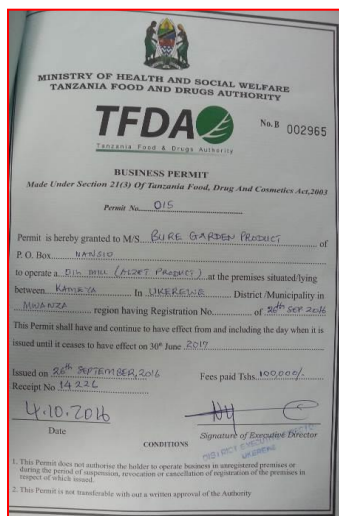 MINISTRY OF HEALTH AND SOCIAL WELFARE
TANZANIA FOOD AND DRUGS AUTHORITY
TFDA
Tanzania Food & Drugs Authority
No. B 002965
BUSINESS PERMIT
Made Under Section 21(3) Of Tanzania Food, Drug And Cosmetics Act,2003
Permit No. 015
Permit is hereby granted to M/S. BURE GARDEN PRODUCT of
P. O. Box NANSIO
to operate a OIL MILL ( PRODUCT) at the premises situated/lying
between KAMEYA In UKEREWE District /Municipality in
MWANZA region having Registration No. of 26th SEP 2016
This Permit shall have and continue to have effect from and including the day when it is
issued until it ceases to have effect on 30th June 2017
Issued on 26th SEPTEMBER, 2016 Fees paid Tshs 100,000/-
Receipt No 14226
4.10.2016
Date
Signature of Executive Director
DISTRICT EXECUTIVE DIRECTOR
UKEREWE
CONDITIONS
1. This Permit does not authorise the holder to operate business in unregistered premises or
during the period of suspension, revocation or cancellation of registration of the premises in
respect of which issued.
2. This Permit is not transferable with out a written approval of the Authority